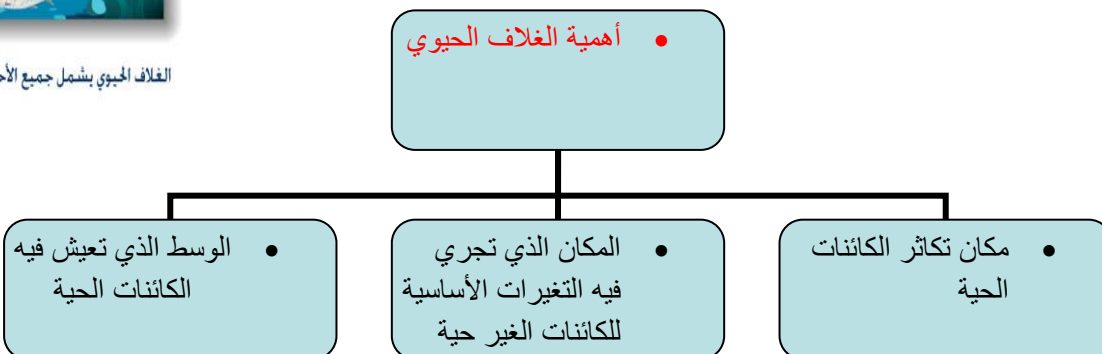 أهمية الغلاف الحيوي
الغلاف الحيوي يشمل جميع
مكان تكاثر الكائنات
الحية
المكان الذي تجري
فيه التغيرات الأساسية
للكائنات الغير حية
الوسط الذي تعيش فيه
الكائنات الحية